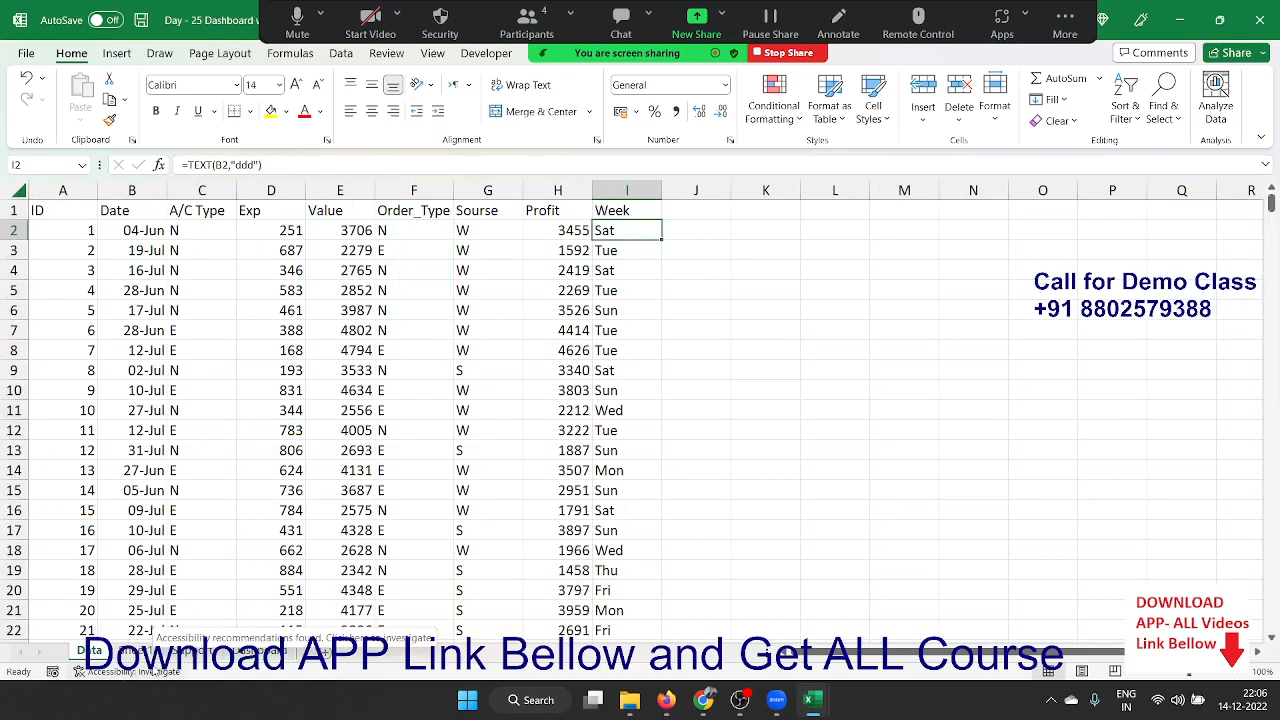 AutoSave Off Day - 25 Dashboard
Mute Start Video Security Participants 4 Chat New Share Pause Share Annotate Remote Control Apps More
File Home Insert Draw Page Layout Formulas Data Review View Developer You are screen sharing Stop Share Comments Share
Paste Calibri 14 Wrap Text General Conditional Format as Cell Insert Delete Format AutoSum Sort & Find & Analyze
B I U Merge & Center Formatting Table Styles Fill Filter Select Data
Clear
Undo Clipboard Font Alignment Number Styles Cells Editing Analysis
I2 =TEXT(B2,"ddd")
A B C D E F G H I J K L M N O P Q R
1 ID Date A/C Type Exp Value Order_Type Sourse Profit Week
2 1 04-Jun N 251 3706 N W 3455 Sat
3 2 19-Jul N 687 2279 E W 1592 Tue
4 3 16-Jul N 346 2765 N W 2419 Sat
5 4 28-Jun N 583 2852 N W 2269 Tue
6 5 17-Jul N 461 3987 N W 3526 Sun
7 6 28-Jun E 388 4802 N W 4414 Tue
8 7 12-Jul E 168 4794 E W 4626 Tue
9 8 02-Jul N 193 3533 N S 3340 Sat
10 9 10-Jul E 831 4634 E W 3803 Sun
11 10 27-Jul N 344 2556 E W 2212 Wed
12 11 12-Jul E 783 4005 N W 3222 Tue
13 12 31-Jul N 806 2693 E S 1887 Sun
14 13 27-Jun E 624 4131 E W 3507 Mon
15 14 05-Jun N 736 3687 E W 2951 Sun
16 15 09-Jul E 784 2575 N W 1791 Sat
17 16 10-Jul E 431 4328 E S 3897 Sun
18 17 06-Jul N 662 2628 N W 1966 Wed
19 18 28-Jul E 884 2342 N S 1458 Thu
20 19 29-Jul E 551 4348 E S 3797 Fri
21 20 25-Jul E 218 4177 E S 3959 Mon
22 21 S 2691 Fri
Call for Demo Class
+91 8802579388
DOWNLOAD
APP- ALL Videos
Link Bellow
Accessibility recommendations found. Click here to investigate.
Data
Download APP Link Bellow and Get ALL Course
Ready Accessibility: Investigate 100%
Search zoom ENG
IN
22:06
14-12-2022